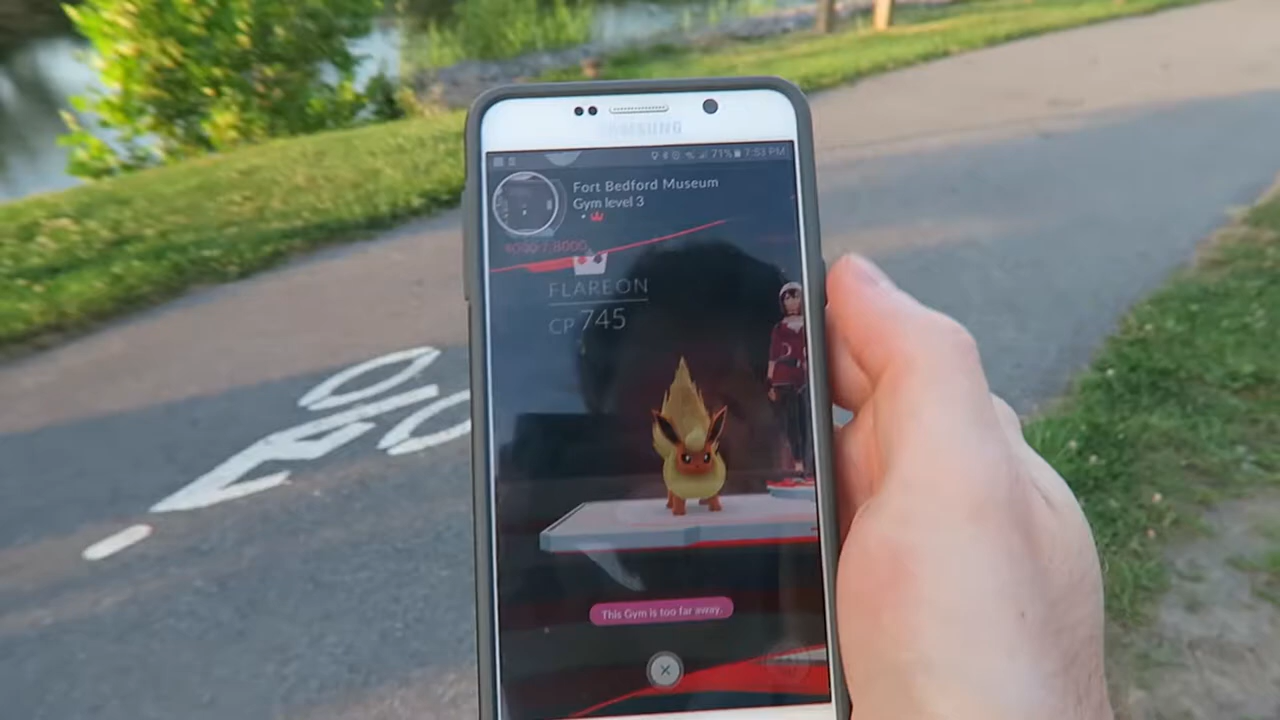 SAMSUNG
71% 7:53 PM
Fort Bedford Museum
Gym level 3
FLAREON
CP 745
This Gym is too far away.